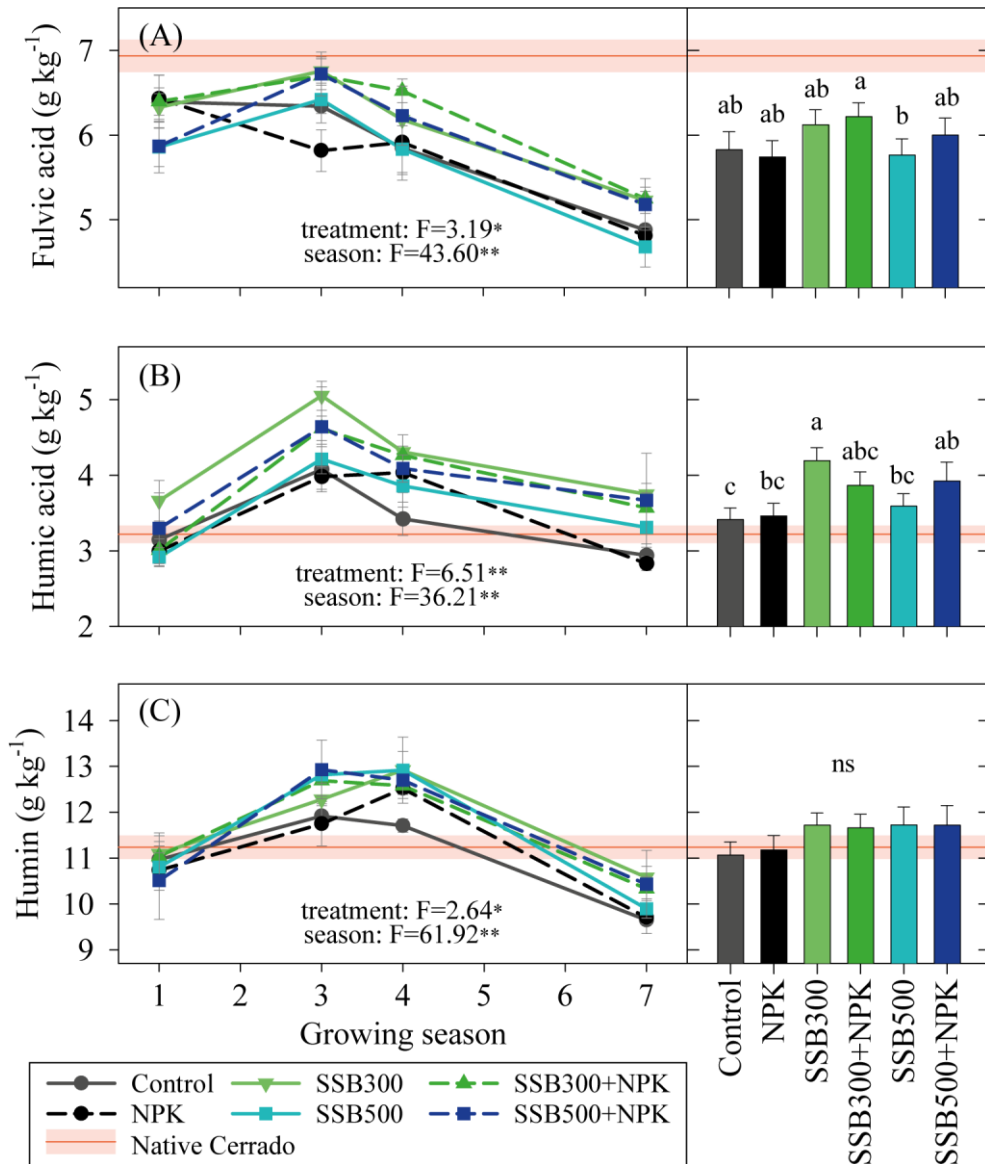 (A)
Fulvic acid (g kg⁻¹)
7
6
5
treatment: F=3.19*
season: F=43.60**
ab ab ab a b ab
(B)
Humic acid (g kg⁻¹)
5
4
3
2
treatment: F=6.51**
season: F=36.21**
c bc a abc bc ab
(C)
Humin (g kg⁻¹)
14
13
12
11
10
9
treatment: F=2.64*
season: F=61.92**
ns
1 2 3 4 5 6 7
Growing season
Control
NPK
SSB300
SSB300+NPK
SSB500
SSB500+NPK
Control SSB300 SSB300+NPK
NPK SSB500 SSB500+NPK
Native Cerrado